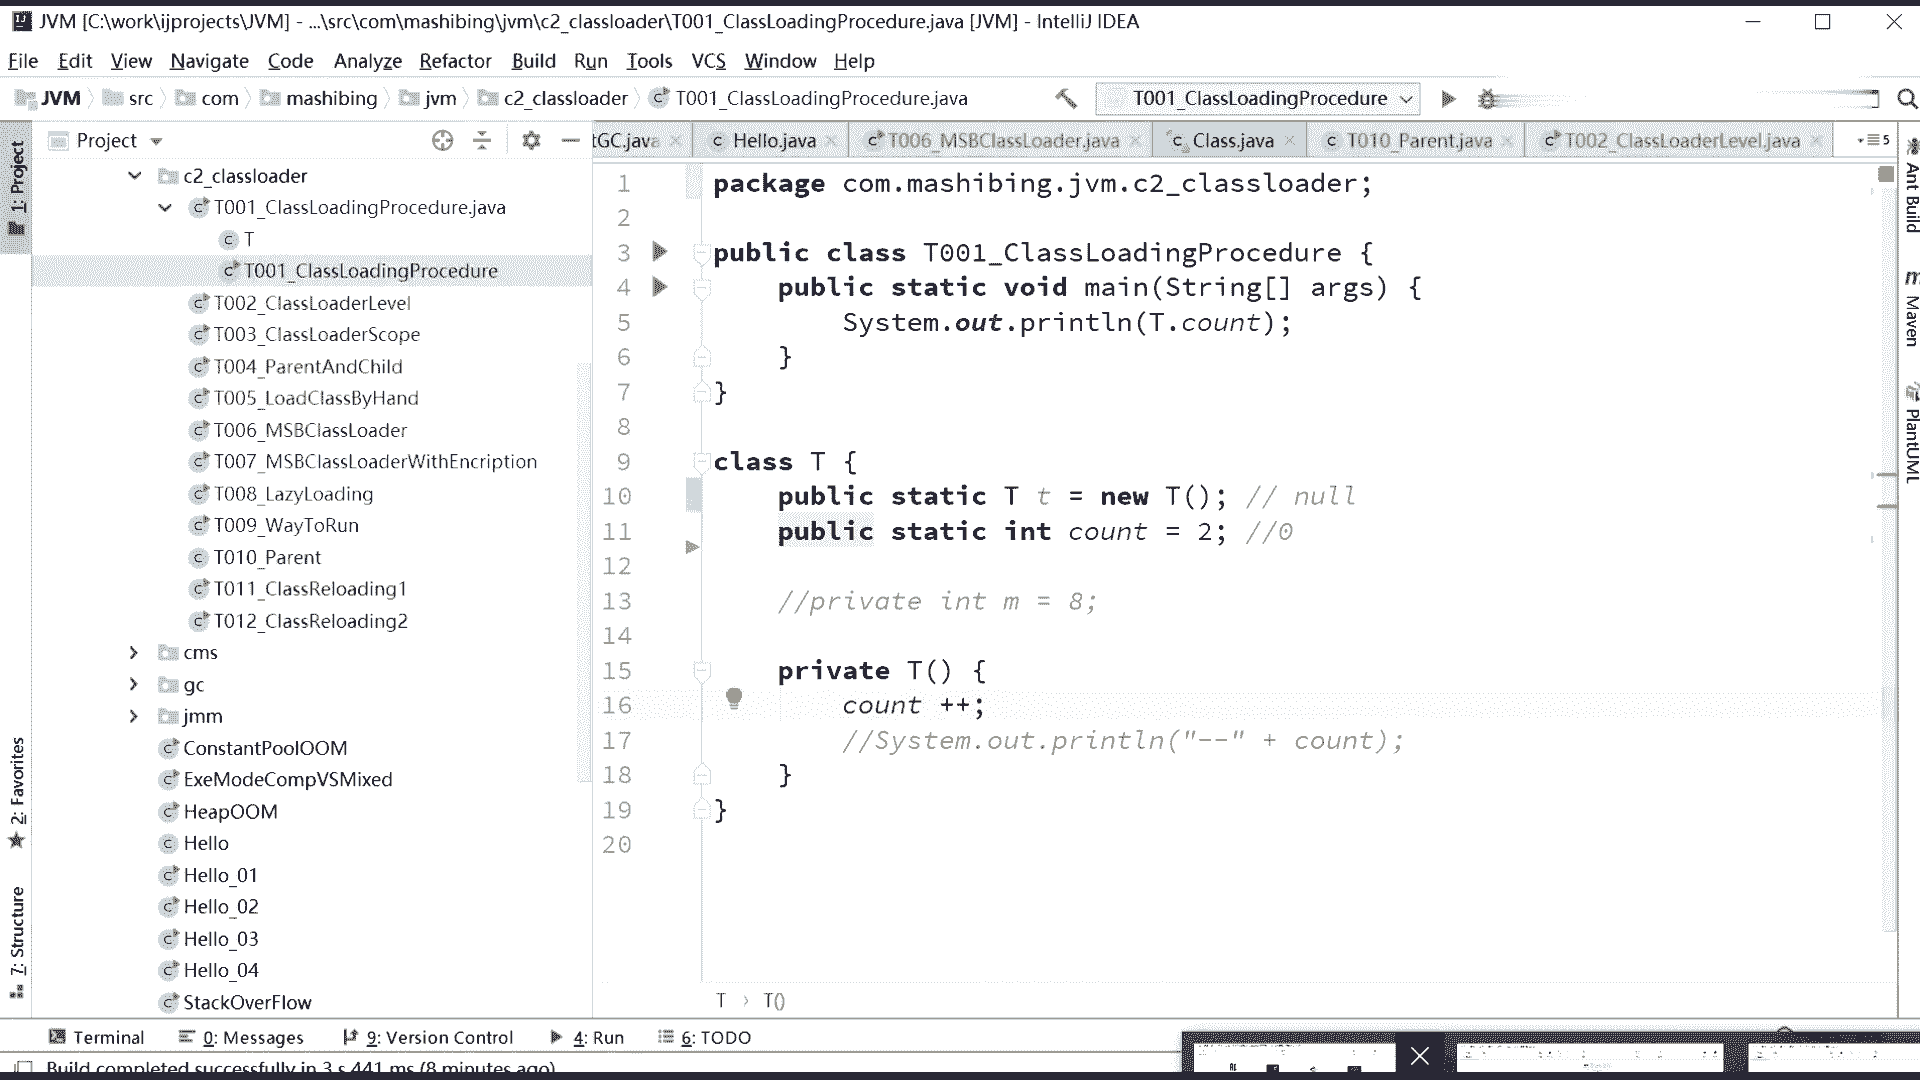 JVM [C:\work\ijprojects\JVM] - ...\src\com\mashibing\jvm\c2_classloader\T001_ClassLoadingProcedure.java [JVM] - IntelliJ IDEA
File Edit View Navigate Code Analyze Refactor Build Run Tools VCS Window Help
JVM src com mashibing jvm c2_classloader T001_ClassLoadingProcedure.java T001_ClassLoadingProcedure
Project
tGC.java Hello.java T006_MSBClassLoader.java Class.java T010_Parent.java T002_ClassLoaderLevel.java 5
1: Project
2: Favorites
7: Structure
c2_classloader
T001_ClassLoadingProcedure.java
T
T001_ClassLoadingProcedure
T002_ClassLoaderLevel
T003_ClassLoaderScope
T004_ParentAndChild
T005_LoadClassByHand
T006_MSBClassLoader
T007_MSBClassLoaderWithEncription
T008_LazyLoading
T009_WayToRun
T010_Parent
T011_ClassReloading1
T012_ClassReloading2
cms
gc
jmm
ConstantPoolOOM
ExeModeCompVSMixed
HeapOOM
Hello
Hello_01
Hello_02
Hello_03
Hello_04
StackOverFlow
1 package com.mashibing.jvm.c2_classloader;
2
3 public class T001_ClassLoadingProcedure {
4 public static void main(String[] args) {
5 System.out.println(T.count);
6 }
7 }
8
9 class T {
10 public static T t = new T(); // null
11 public static int count = 2; //0
12
13 //private int m = 8;
14
15 private T() {
16 count ++;
17 //System.out.println("--" + count);
18 }
19 }
20
T › T()
Ant Build
Maven
PlantUML
Terminal 0: Messages 9: Version Control 4: Run 6: TODO
Build completed successfully in 3 s 441 ms (8 minutes ago)